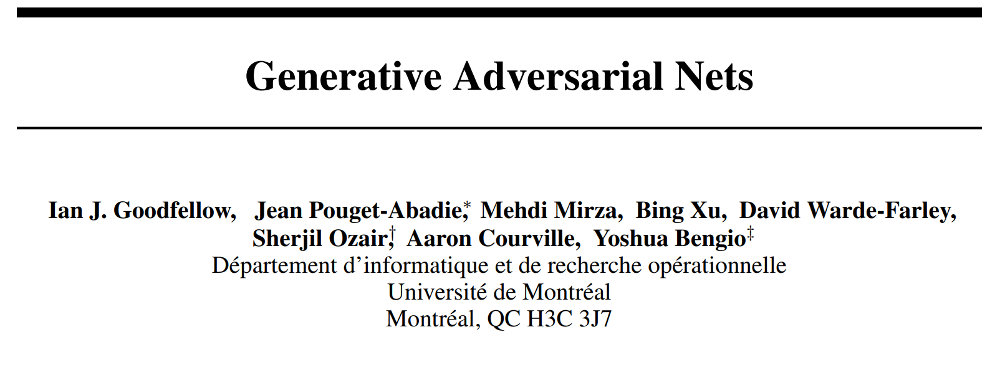 Generative Adversarial Nets
Ian J. Goodfellow, Jean Pouget-Abadie,* Mehdi Mirza, Bing Xu, David Warde-Farley,
Sherjil Ozair,† Aaron Courville, Yoshua Bengio‡
Département d’informatique et de recherche opérationnelle
Université de Montréal
Montréal, QC H3C 3J7